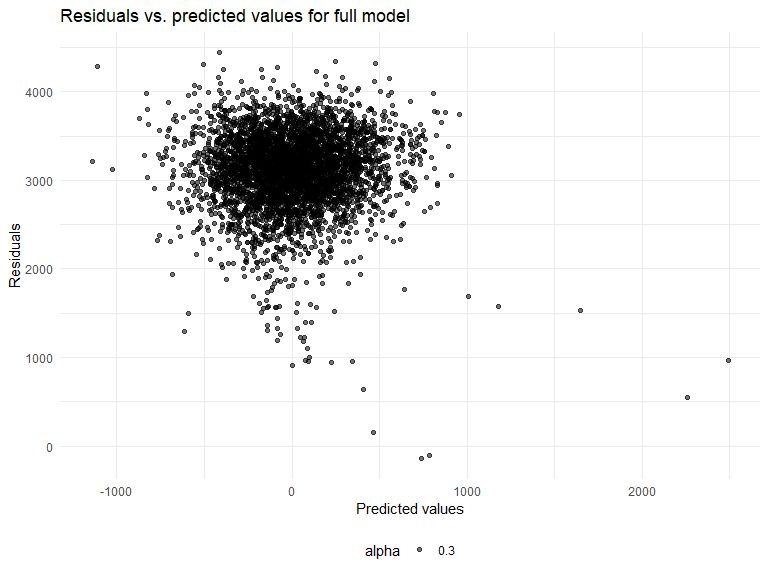 Residuals vs. predicted values for full model
4000
3000
2000
1000
0
Residuals
-1000 0 1000 2000
Predicted values
alpha 0.3